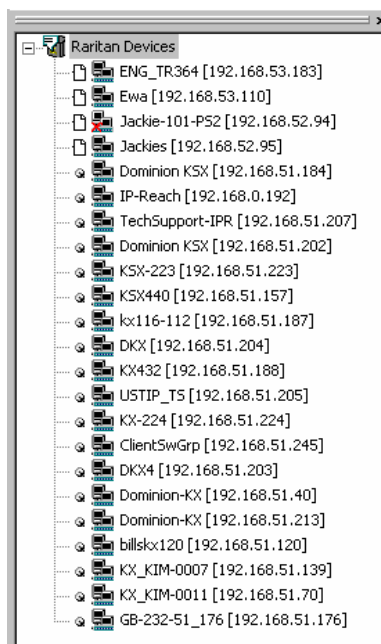 Raritan Devices
ENG_TR364 [192.168.53.183]
Ewa [192.168.53.110]
Jackie-101-PS2 [192.168.52.94]
Jackies [192.168.52.95]
Dominion KSX [192.168.51.184]
IP-Reach [192.168.0.192]
TechSupport-IPR [192.168.51.207]
Dominion KSX [192.168.51.202]
KSX-223 [192.168.51.223]
KSX440 [192.168.51.157]
kx116-112 [192.168.51.187]
DKX [192.168.51.204]
KX432 [192.168.51.188]
USTIP_TS [192.168.51.205]
KX-224 [192.168.51.224]
ClientSwGrp [192.168.51.245]
DKX4 [192.168.51.203]
Dominion-KX [192.168.51.40]
Dominion-KX [192.168.51.213]
billskx120 [192.168.51.120]
KX_KIM-0007 [192.168.51.139]
KX_KIM-0011 [192.168.51.70]
GB-232-51_176 [192.168.51.176]